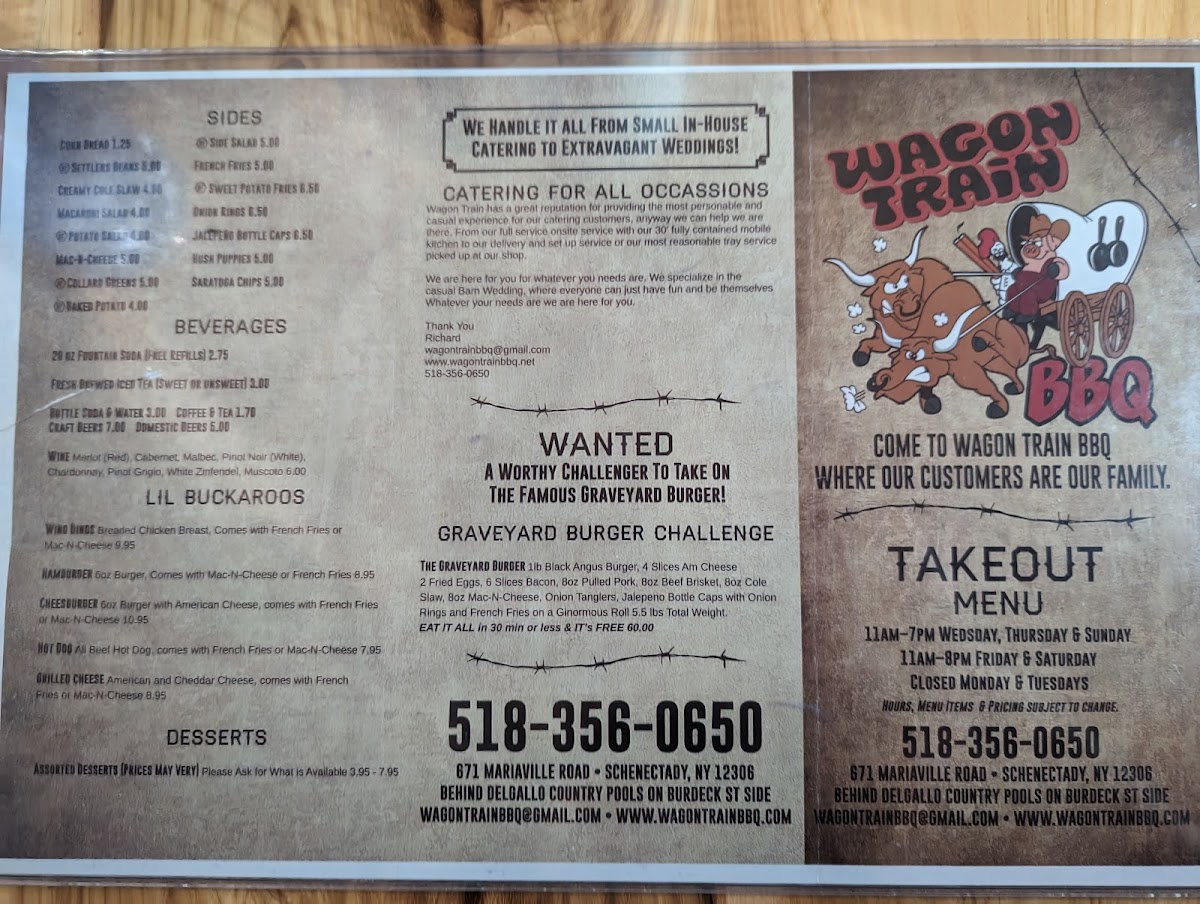 SIDES
CORN BREAD 1.25
SETTLERS BEANS 5.00
CREAMY COLE SLAW 4.00
MACARONI SALAD 4.00
POTATO SALAD 4.00
MAC-N-CHEESE 5.00
COLLARD GREENS 5.00
BAKED POTATO 4.00
SIDE SALAD 5.00
FRENCH FRIES 5.00
SWEET POTATO FRIES 6.50
ONION RINGS 6.50
JALEPENO BOTTLE CAPS 6.50
HUSH PUPPIES 5.00
SARATOGA CHIPS 5.00
BEVERAGES
20 OZ FOUNTAIN SODA (FREE REFILLS) 2.75
FRESH BREWED ICED TEA (SWEET OR UNSWEET) 3.00
BOTTLE SODA & WATER 3.00 COFFEE & TEA 1.70
CRAFT BEERS 7.00 DOMESTIC BEERS 5.00
WINE Merlot (Red), Cabernet, Malbec, Pinot Noir (White),
Chardonnay, Pinot Grigio, White Zinfendel, Muscoto 6.00
LIL BUCKAROOS
WING DINGS Breaded Chicken Breast, Comes with French Fries or
Mac-N-Cheese 9.95
HAMBURGER 6oz Burger, Comes with Mac-N-Cheese or French Fries 8.95
CHEESBURGER 6oz Burger with American Cheese, comes with French Fries
or Mac-N-Cheese 10.95
HOT DOG All Beef Hot Dog, comes with French Fries or Mac-N-Cheese 7.95
GRILLED CHEESE American and Cheddar Cheese, comes with French
Fries or Mac-N-Cheese 8.95
DESSERTS
ASSORTED DESSERTS (PRICES MAY VERY) Please Ask for What is Available 3.95 - 7.95
WE HANDLE IT ALL FROM SMALL IN-HOUSE
CATERING TO EXTRAVAGANT WEDDINGS!
CATERING FOR ALL OCCASSIONS
Wagon Train has a great reputation for providing the most personable and
casual experience for our catering customers, anyway we can help we are
there. From our full service onsite service with our 30' fully contained mobile
kitchen to our delivery and set up service or our most reasonable tray service
picked up at our shop.
We are here for you for whatever you needs are. We specialize in the
casual Barn Wedding, where everyone can just have fun and be themselves
Whatever your needs are we are here for you.
Thank You
Richard
wagontrainbbq@gmail.com
www.wagontrainbbq.net
518-356-0650
WANTED
A WORTHY CHALLENGER TO TAKE ON
THE FAMOUS GRAVEYARD BURGER!
GRAVEYARD BURGER CHALLENGE
THE GRAVEYARD BURGER 1lb Black Angus Burger, 4 Slices Am Cheese
2 Fried Eggs, 6 Slices Bacon, 8oz Pulled Pork, 8oz Beef Brisket, 8oz Cole
Slaw, 8oz Mac-N-Cheese, Onion Tanglers, Jalepeno Bottle Caps with Onion
Rings and French Fries on a Ginormous Roll 5.5 lbs Total Weight.
EAT IT ALL in 30 min or less & IT's FREE 60.00
518-356-0650
671 MARIAVILLE ROAD • SCHENECTADY, NY 12306
BEHIND DELGALLO COUNTRY POOLS ON BURDECK ST SIDE
WAGONTRAINBBQ@GMAIL.COM • WWW.WAGONTRAINBBQ.COM
WAGON
TRAIN
BBQ
COME TO WAGON TRAIN BBQ
WHERE OUR CUSTOMERS ARE OUR FAMILY.
TAKEOUT
MENU
11AM–7PM WEDSDAY, THURSDAY & SUNDAY
11AM–8PM FRIDAY & SATURDAY
CLOSED MONDAY & TUESDAYS
HOURS, MENU ITEMS & PRICING SUBJECT TO CHANGE.
518-356-0650
671 MARIAVILLE ROAD • SCHENECTADY, NY 12306
BEHIND DELGALLO COUNTRY POOLS ON BURDECK ST SIDE
WAGONTRAINBBQ@GMAIL.COM • WWW.WAGONTRAINBBQ.COM